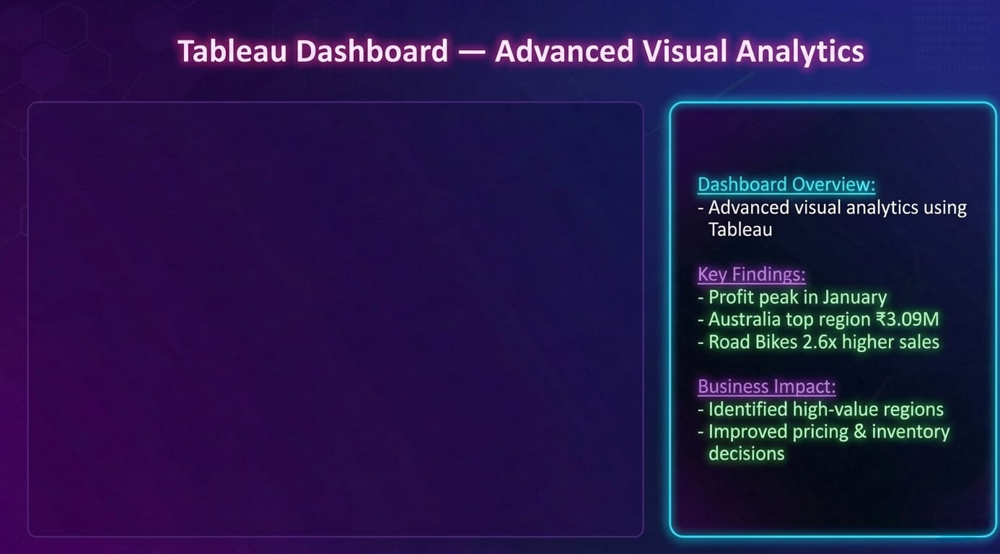 Tableau Dashboard — Advanced Visual Analytics
Dashboard Overview:
- Advanced visual analytics using
Tableau
Key Findings:
- Profit peak in January
- Australia top region ₹3.09M
- Road Bikes 2.6x higher sales
Business Impact:
- Identified high-value regions
- Improved pricing & inventory
decisions